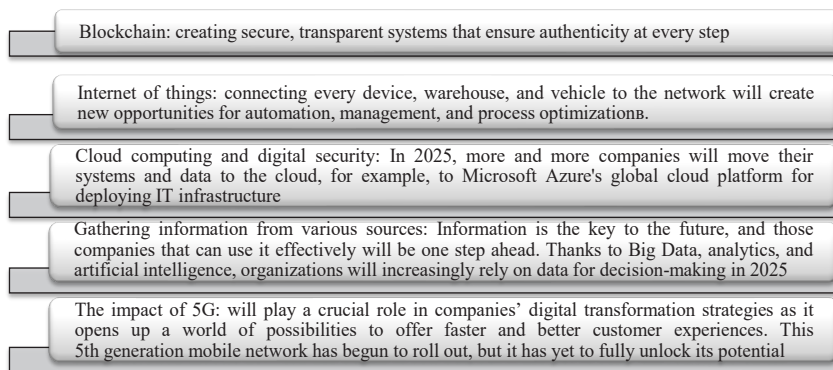 Blockchain: creating secure, transparent systems that ensure authenticity at every step
Internet of things: connecting every device, warehouse, and vehicle to the network will create
new opportunities for automation, management, and process optimizationв.
Cloud computing and digital security: In 2025, more and more companies will move their
systems and data to the cloud, for example, to Microsoft Azure's global cloud platform for
deploying IT infrastructure
Gathering information from various sources: Information is the key to the future, and those
companies that can use it effectively will be one step ahead. Thanks to Big Data, analytics, and
artificial intelligence, organizations will increasingly rely on data for decision-making in 2025
The impact of 5G: will play a crucial role in companies’ digital transformation strategies as it
opens up a world of possibilities to offer faster and better customer experiences. This
5th generation mobile network has begun to roll out, but it has yet to fully unlock its potential